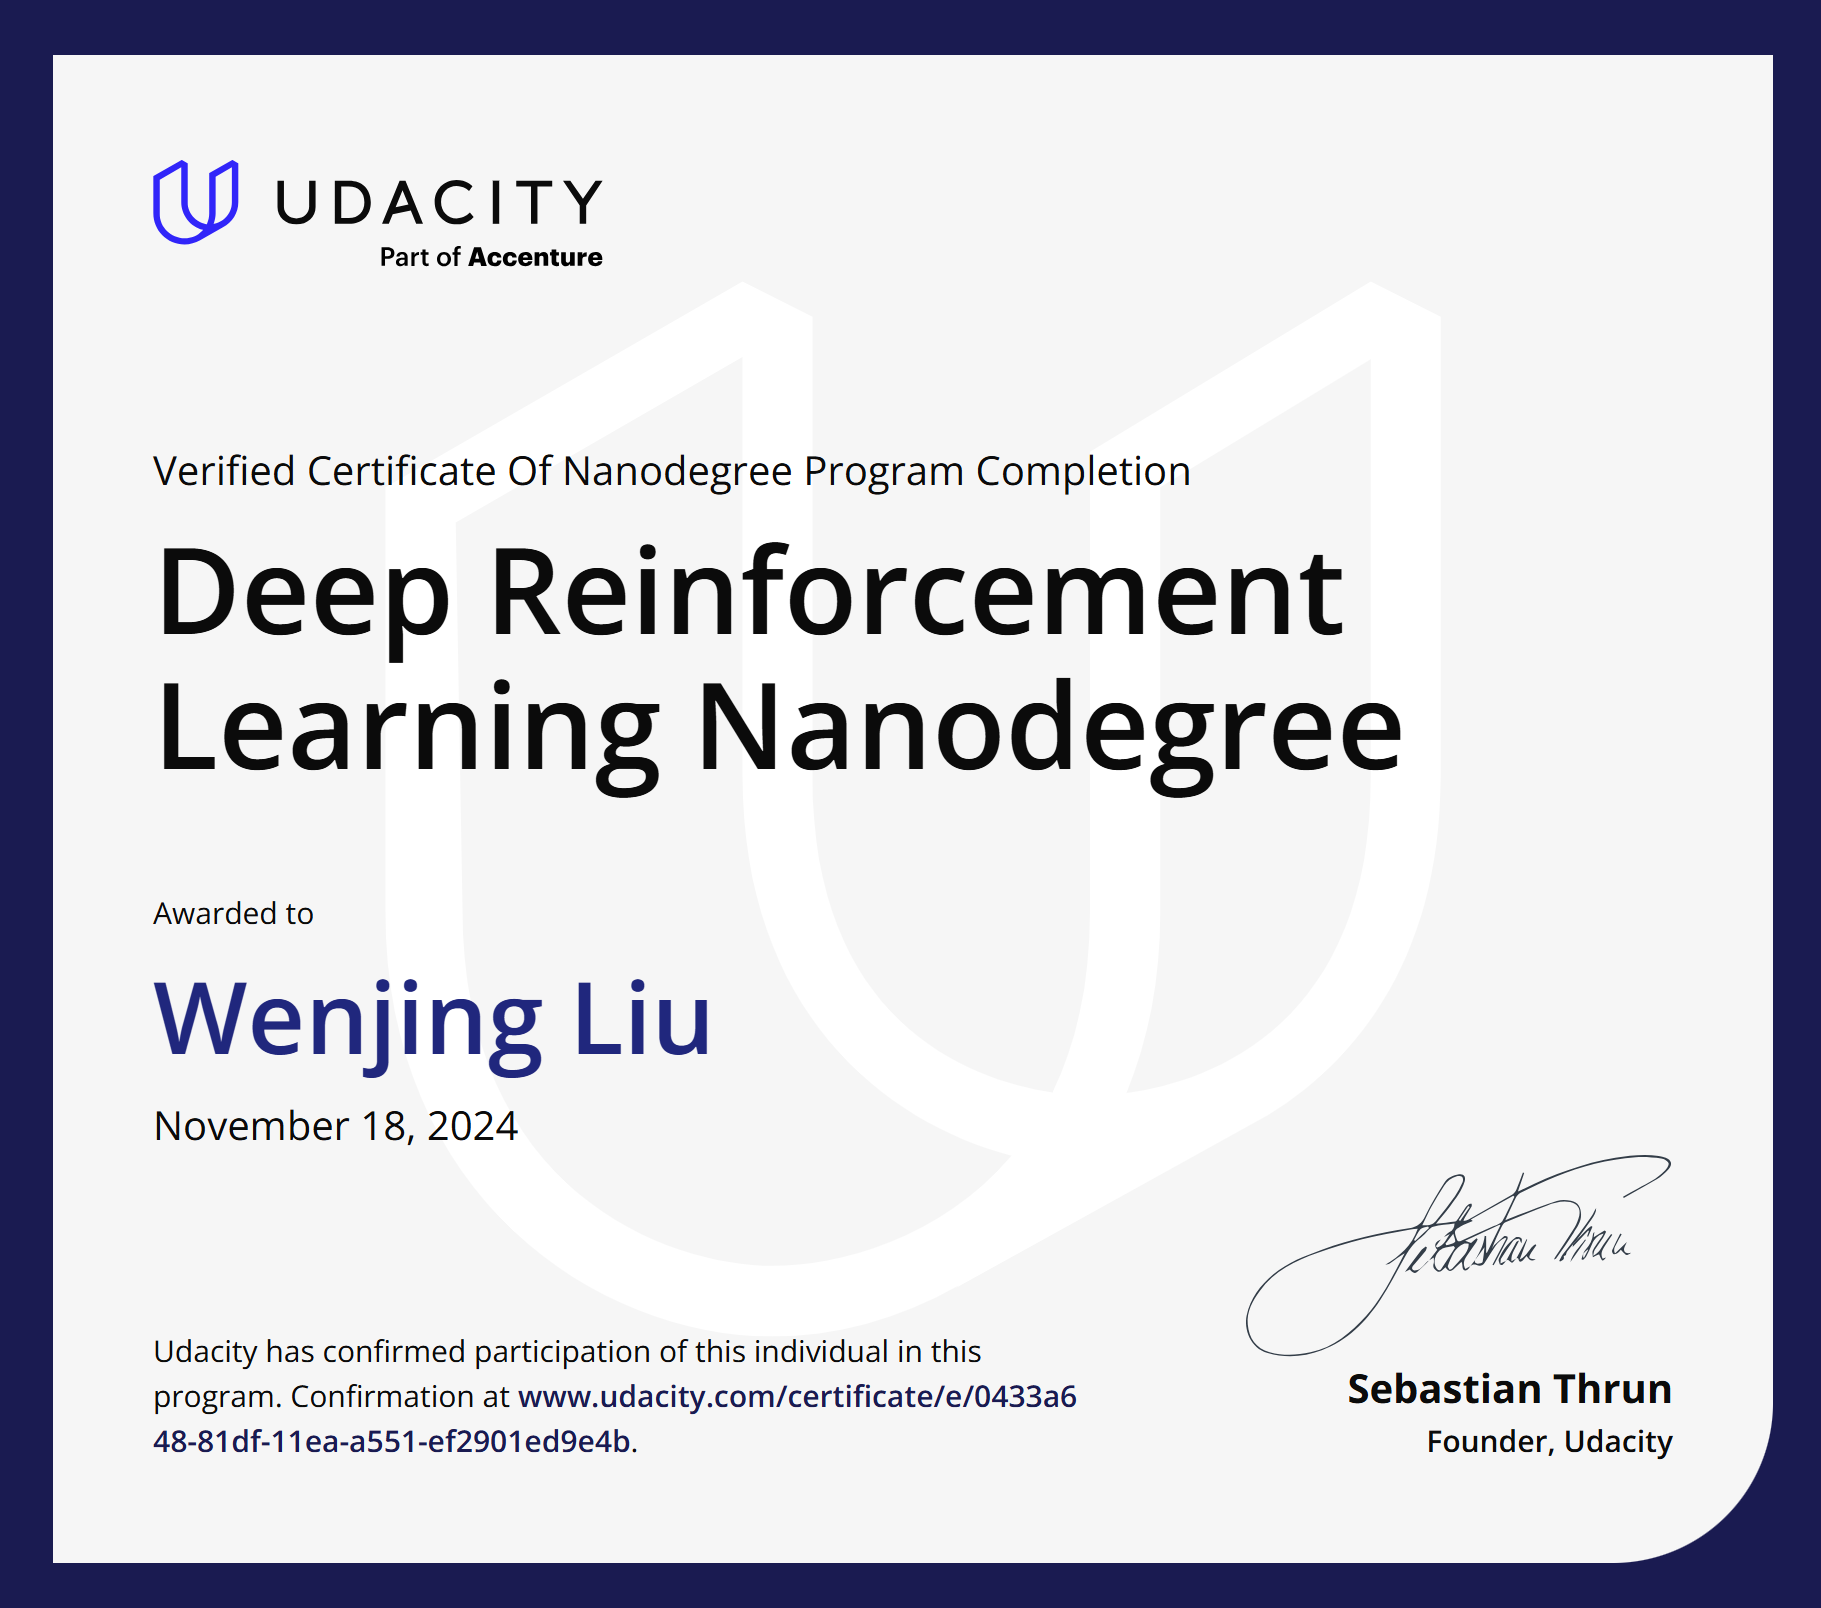 UDACITY
Part of Accenture
Verified Certificate Of Nanodegree Program Completion
Deep Reinforcement
Learning Nanodegree
Awarded to
Wenjing Liu
November 18, 2024
Sebastian Thrun
Udacity has confirmed participation of this individual in this
program. Confirmation at www.udacity.com/certificate/e/0433a6
48-81df-11ea-a551-ef2901ed9e4b.
Sebastian Thrun
Founder, Udacity